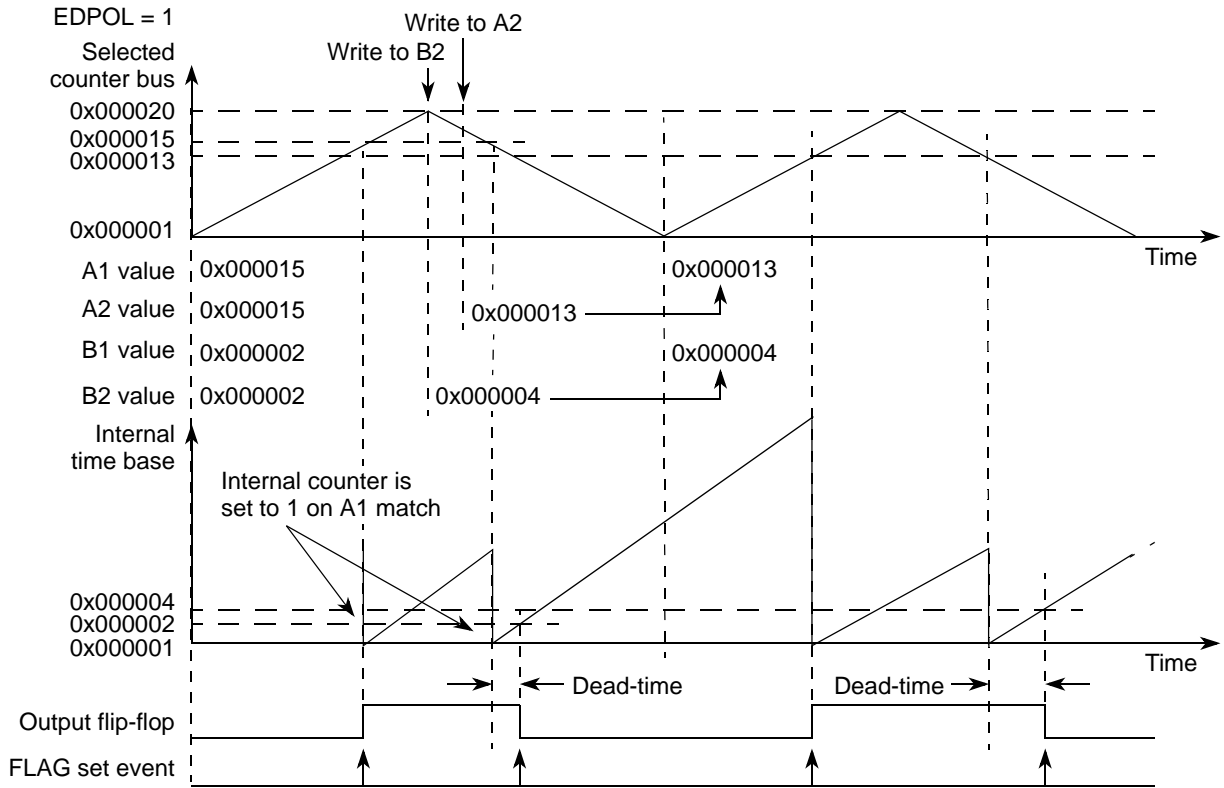 EDPOL = 1
Write to A2
Write to B2
Selected
counter bus
0x000020
0x000015
0x000013
0x000001
Time
A1 value 0x000015 0x000013
A2 value 0x000015 0x000013
B1 value 0x000002 0x000004
B2 value 0x000002 0x000004
Internal
time base
Internal counter is
set to 1 on A1 match
0x000004
0x000002
0x000001
Time
Dead-time Dead-time
Output flip-flop
FLAG set event